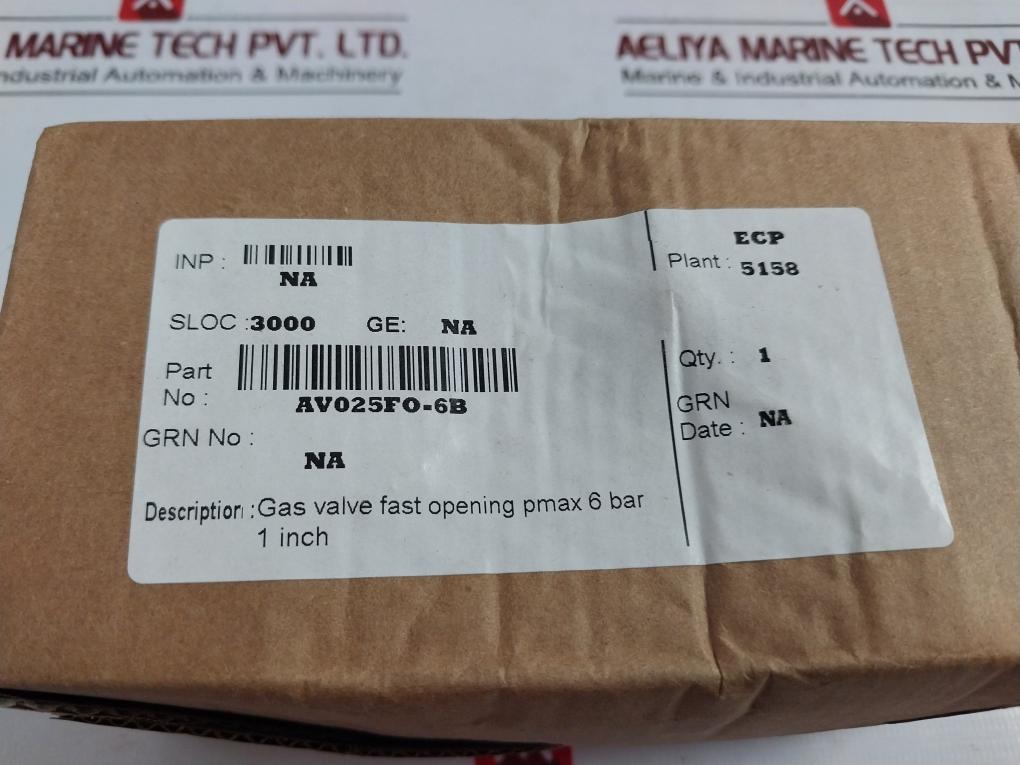 MARINE TECH PVT. LTD.
Industrial Automation & Machinery
AELIYA MARINE TECH PVT
Marine & Industrial Automation &
INP :
NA
ECP
Plant : 5158
SLOC :3000 GE: NA
Part No : AV025FO-6B
Qty. : 1
GRN No :
NA
GRN Date : NA
Description :Gas valve fast opening pmax 6 bar
1 inch